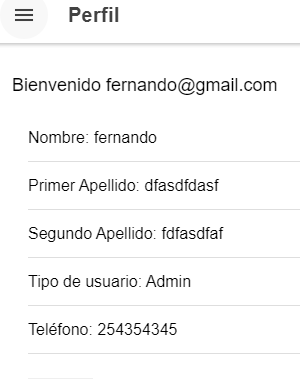 Perfil
Bienvenido fernando@gmail.com
Nombre: fernando
Primer Apellido: dfasdfdasf
Segundo Apellido: fdfasdfaf
Tipo de usuario: Admin
Teléfono: 254354345